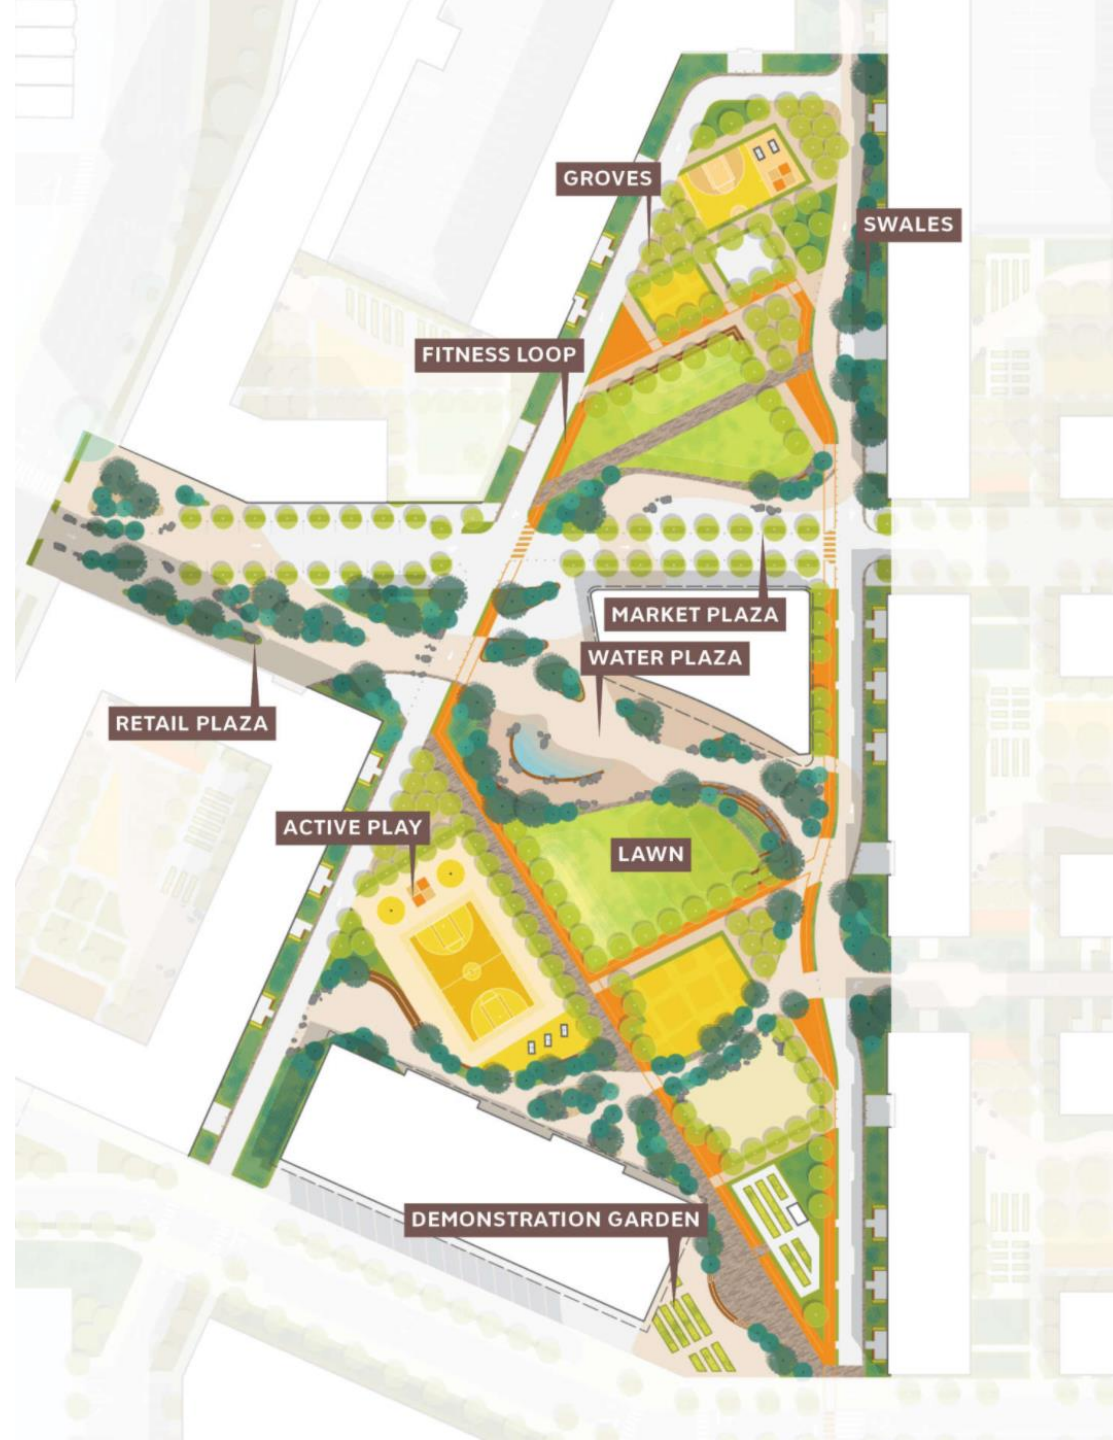 GROVES
SWALES
FITNESS LOOP
MARKET PLAZA
WATER PLAZA
RETAIL PLAZA
ACTIVE PLAY
LAWN
DEMONSTRATION GARDEN